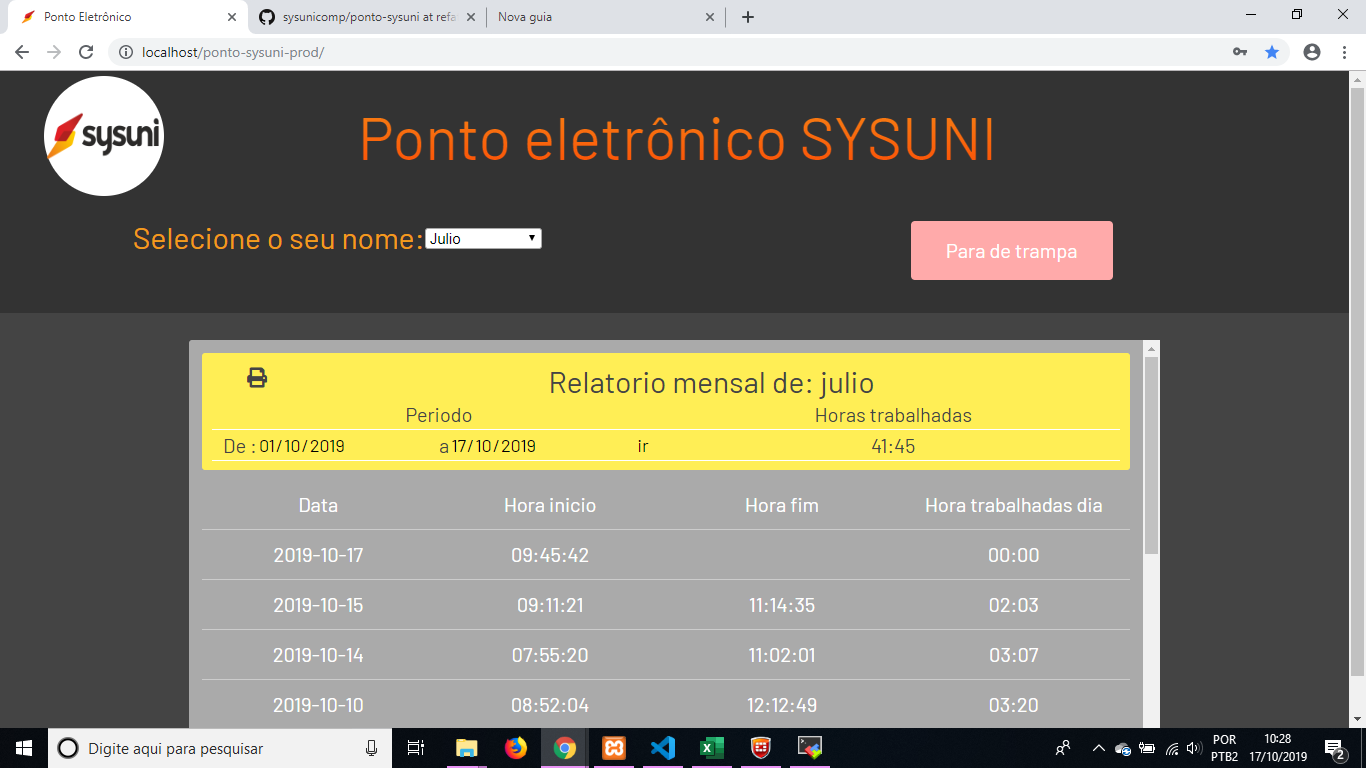 Ponto Eletrônico
sysunicomp/ponto-sysuni at refa
Nova guia
localhost/ponto-sysuni-prod/
sysuni
Ponto eletrônico SYSUNI
Selecione o seu nome: Julio
Para de trampa
Relatorio mensal de: julio
Periodo Horas trabalhadas
De : 01/10/2019 a 17/10/2019 ir 41:45
Data Hora inicio Hora fim Hora trabalhadas dia
2019-10-17 09:45:42 00:00
2019-10-15 09:11:21 11:14:35 02:03
2019-10-14 07:55:20 11:02:01 03:07
2019-10-10 08:52:04 12:12:49 03:20
Digite aqui para pesquisar
POR
PTB2
10:28
17/10/2019
2